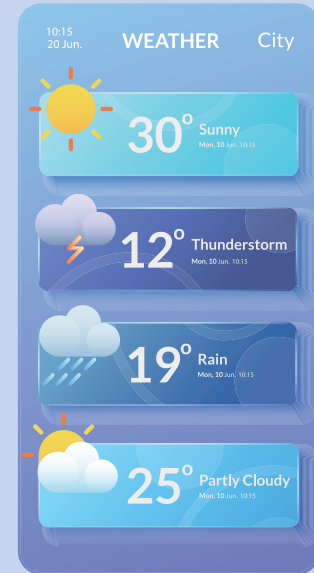 10:15
20 Jun.
WEATHER
City
30°
Sunny
Mon, 10 Jun. 10:15
12°
Thunderstorm
Mon, 10 Jun. 10:15
19°
Rain
Mon, 10 Jun. 10:15
25°
Partly Cloudy
Mon, 10 Jun. 10:15